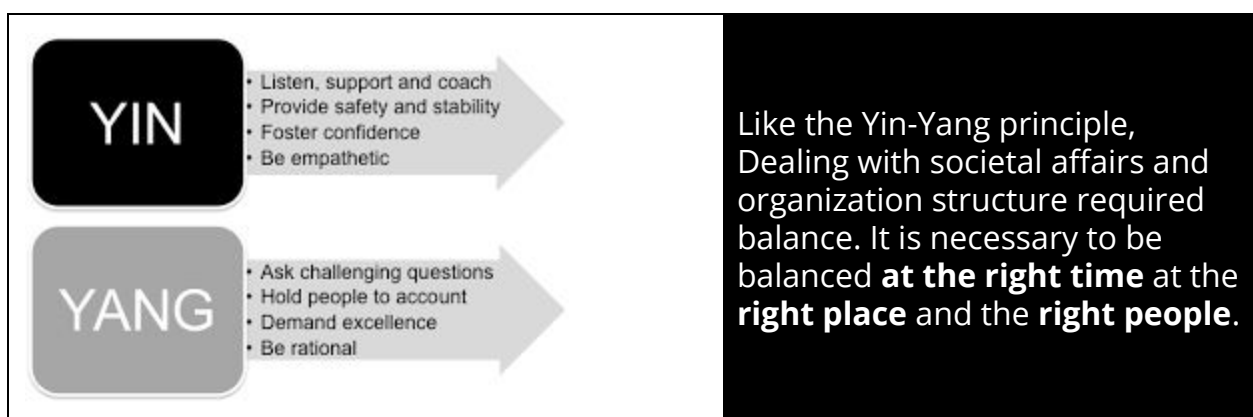 YIN
• Listen, support and coach
• Provide safety and stability
• Foster confidence
• Be empathetic
YANG
• Ask challenging questions
• Hold people to account
• Demand excellence
• Be rational
Like the Yin-Yang principle,
Dealing with societal affairs and
organization structure required
balance. It is necessary to be
balanced at the right time at the
right place and the right people.